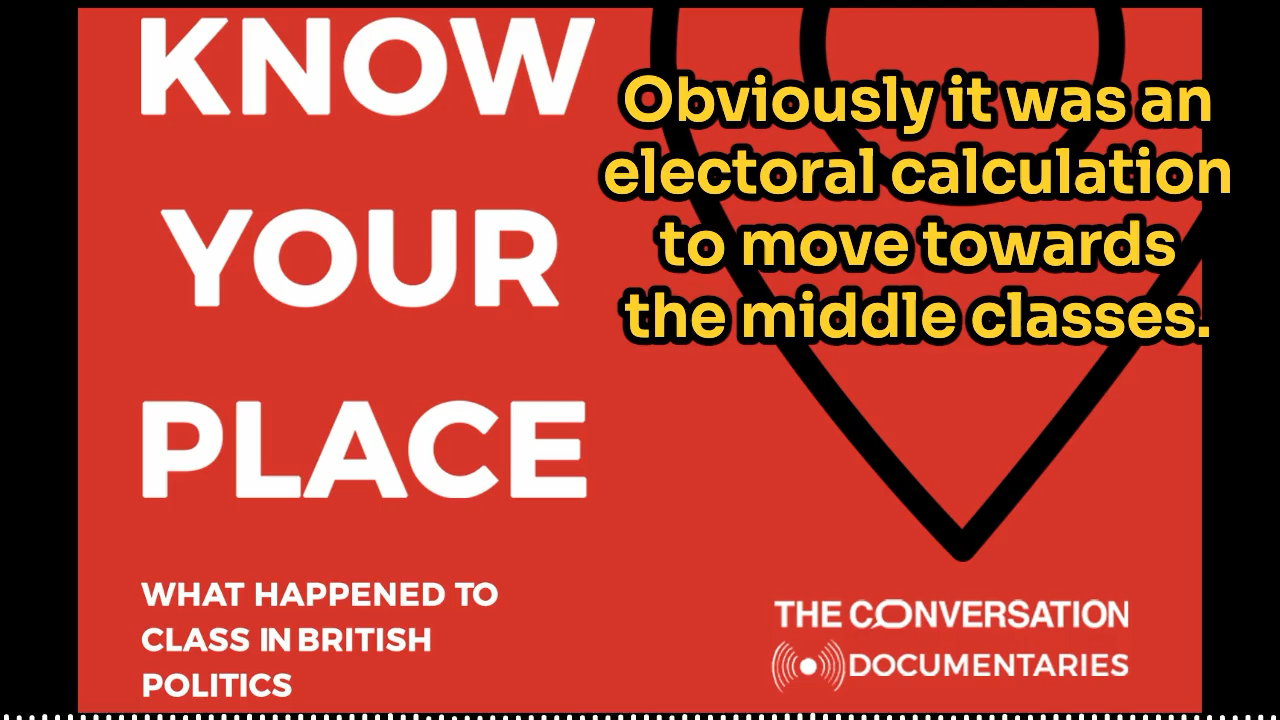 KNOW
YOUR
PLACE
WHAT HAPPENED TO
CLASS IN BRITISH
POLITICS
Obviously it was an
electoral calculation
to move towards
the middle classes.
THE CONVERSATION
DOCUMENTARIES